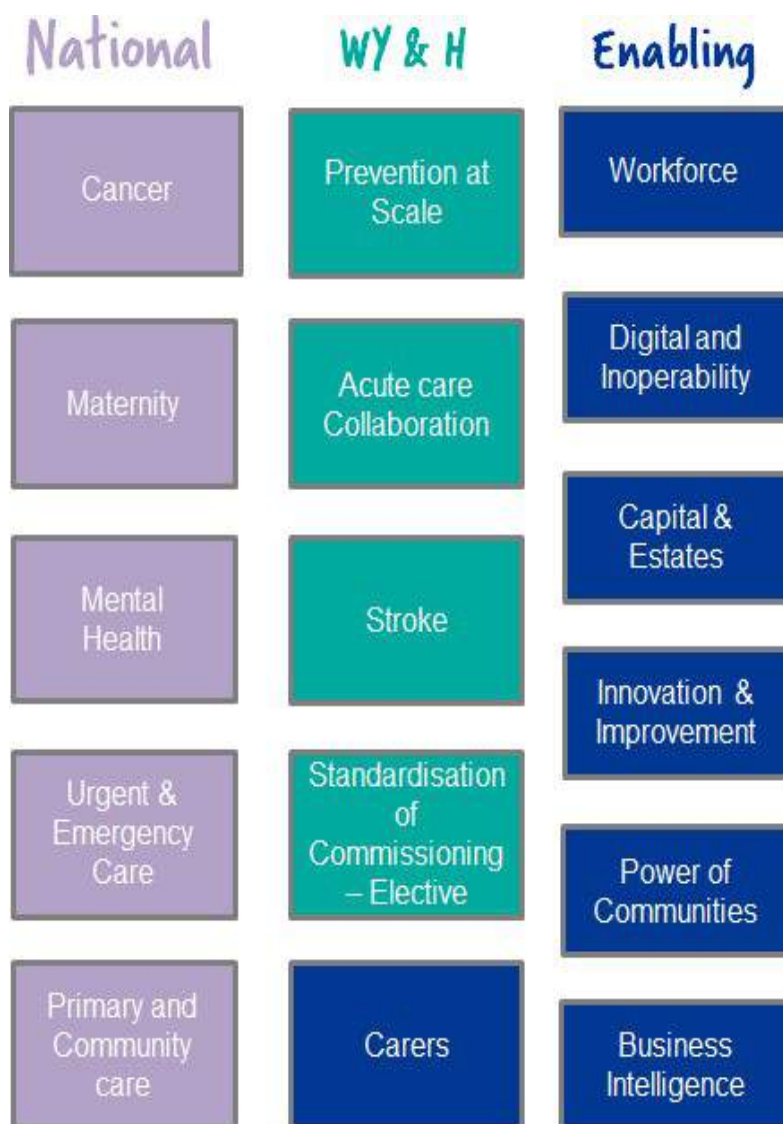 National
Cancer
Maternity
Mental
Health
Urgent &
Emergency
Care
Primary and
Community
care
WY & H
Prevention at
Scale
Acute care
Collaboration
Stroke
Standardisation
of
Commissioning
– Elective
Carers
Enabling
Workforce
Digital and
Inoperability
Capital &
Estates
Innovation &
Improvement
Power of
Communities
Business
Intelligence